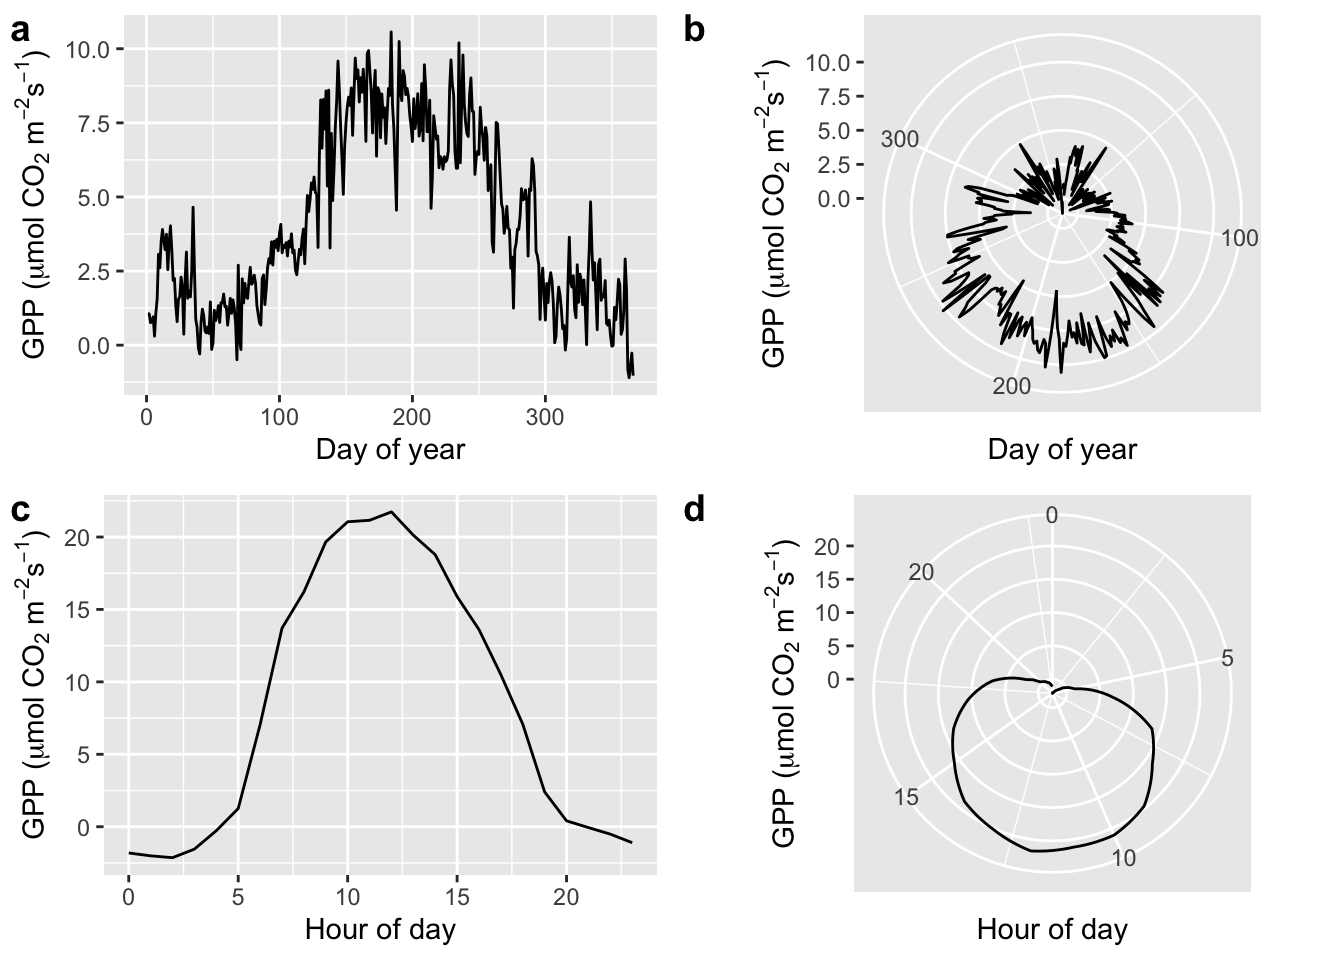 a
GPP (μmol CO₂ m⁻²s⁻¹)
10.0
7.5
5.0
2.5
0.0
0 100 200 300
Day of year
b
GPP (μmol CO₂ m⁻²s⁻¹)
10.0
7.5
5.0
2.5
0.0
300
100
200
Day of year
c
GPP (μmol CO₂ m⁻²s⁻¹)
20
15
10
5
0
0 5 10 15 20
Hour of day
d
GPP (μmol CO₂ m⁻²s⁻¹)
20
15
10
5
0
0
20
5
15
10
Hour of day